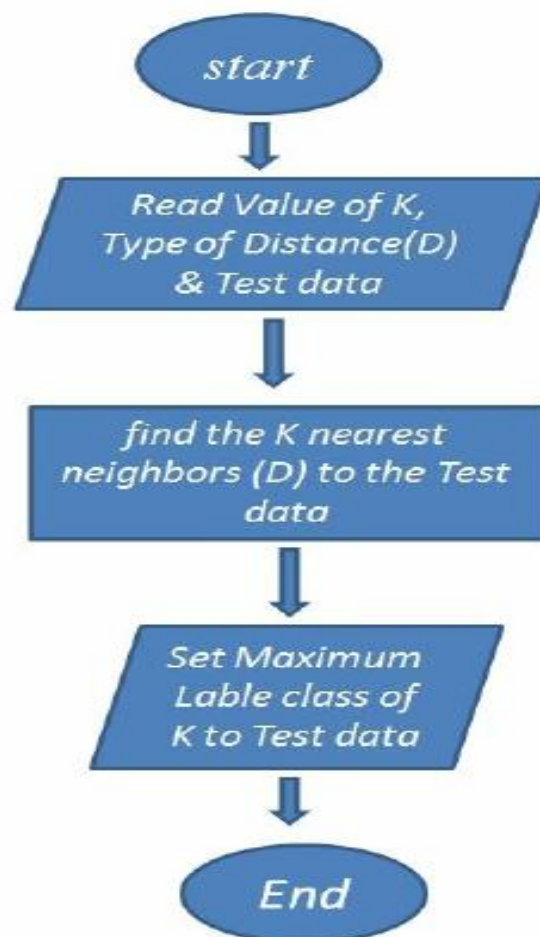 start
Read Value of K,
Type of Distance(D)
& Test data
find the K nearest
neighbors (D) to the Test
data
Set Maximum
Lable class of
K to Test data
End